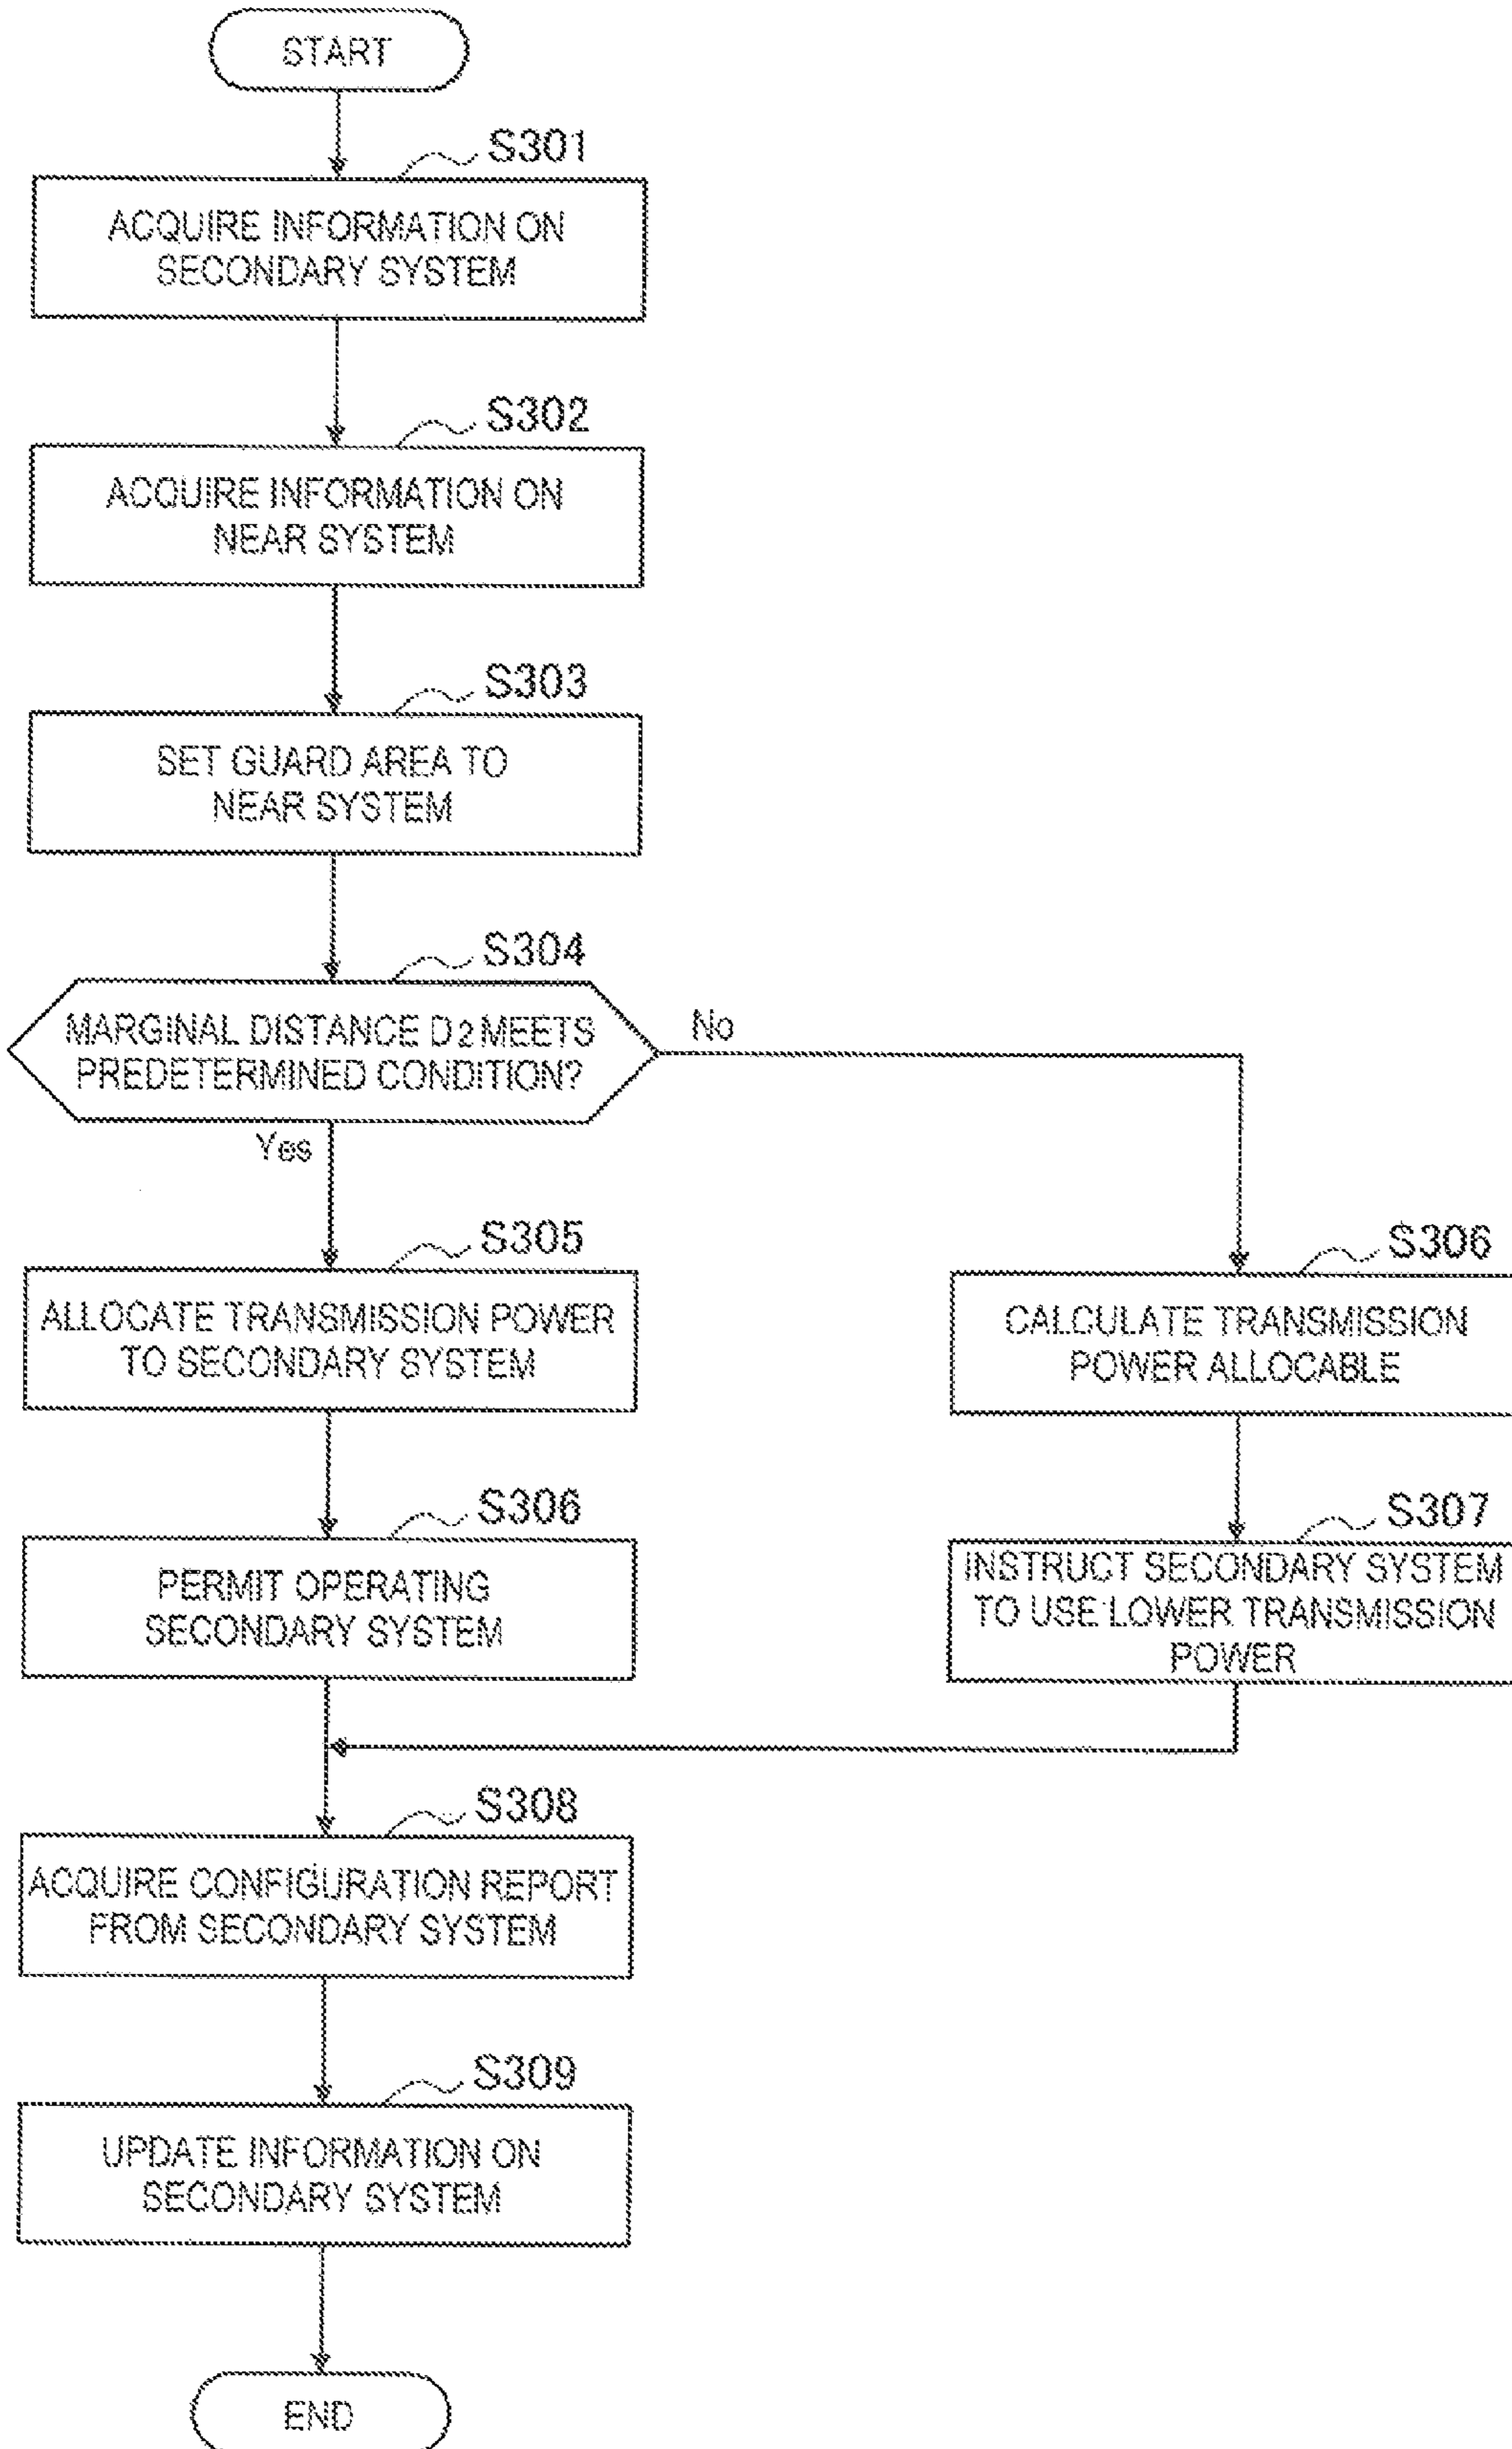 START
S301
ACQUIRE INFORMATION ON
SECONDARY SYSTEM
S302
ACQUIRE INFORMATION ON
NEAR SYSTEM
S303
SET GUARD AREA TO
NEAR SYSTEM
S304
MARGINAL DISTANCE D2 MEETS
PREDETERMINED CONDITION?
No
Yes
S305
ALLOCATE TRANSMISSION POWER
TO SECONDARY SYSTEM
S306
CALCULATE TRANSMISSION
POWER ALLOCABLE
S306
PERMIT OPERATING
SECONDARY SYSTEM
S307
INSTRUCT SECONDARY SYSTEM
TO USE LOWER TRANSMISSION
POWER
S308
ACQUIRE CONFIGURATION REPORT
FROM SECONDARY SYSTEM
S309
UPDATE INFORMATION ON
SECONDARY SYSTEM
END